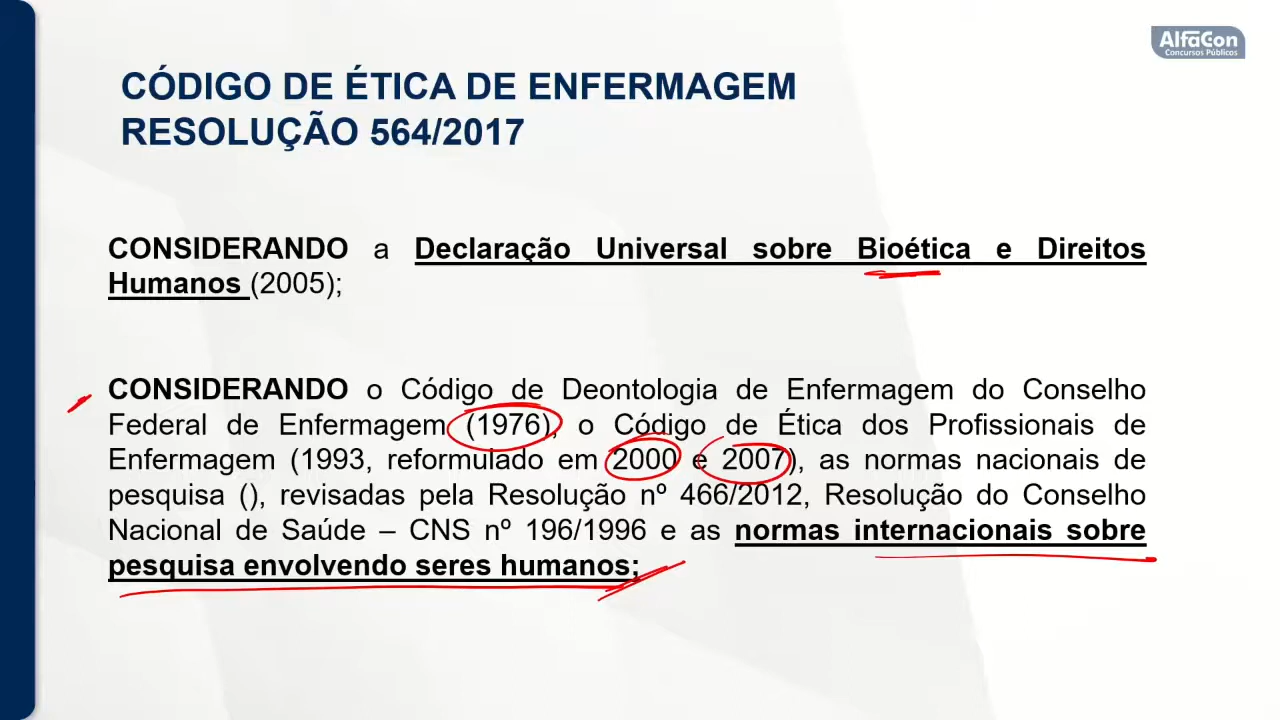 AlfaCon
Concursos Públicos
CÓDIGO DE ÉTICA DE ENFERMAGEM
RESOLUÇÃO 564/2017
CONSIDERANDO a Declaração Universal sobre Bioética e Direitos
Humanos (2005);
CONSIDERANDO o Código de Deontologia de Enfermagem do Conselho
Federal de Enfermagem (1976), o Código de Ética dos Profissionais de
Enfermagem (1993, reformulado em 2000 e 2007), as normas nacionais de
pesquisa (), revisadas pela Resolução nº 466/2012, Resolução do Conselho
Nacional de Saúde – CNS nº 196/1996 e as normas internacionais sobre
pesquisa envolvendo seres humanos;